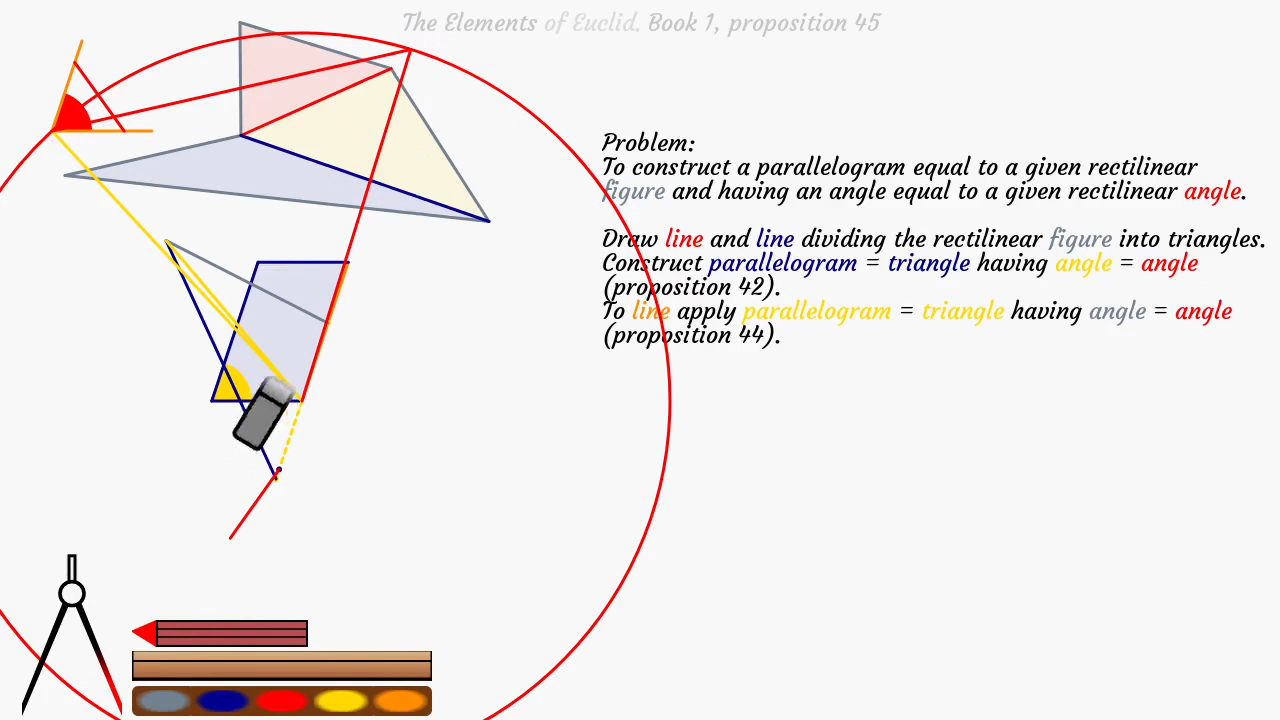 The Elements of Euclid. Book 1, proposition 45
Problem:
To construct a parallelogram equal to a given rectilinear
figure and having an angle equal to a given rectilinear angle.
Draw line and line dividing the rectilinear figure into triangles.
Construct parallelogram = triangle having angle = angle
(proposition 42).
To line apply parallelogram = triangle having angle = angle
(proposition 44).